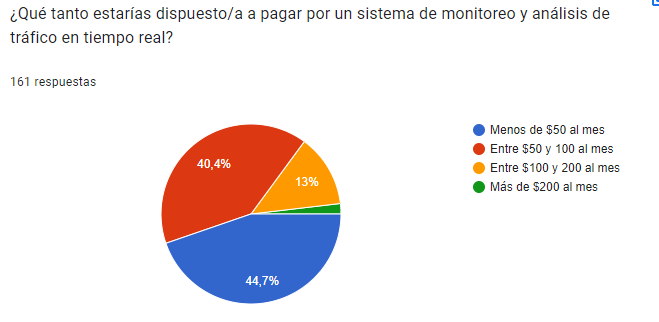 ¿Qué tanto estarías dispuesto/a a pagar por un sistema de monitoreo y análisis de
tráfico en tiempo real?
161 respuestas
Menos de $50 al mes
Entre $50 y 100 al mes
Entre $100 y 200 al mes
Más de $200 al mes
40,4%
13%
44,7%